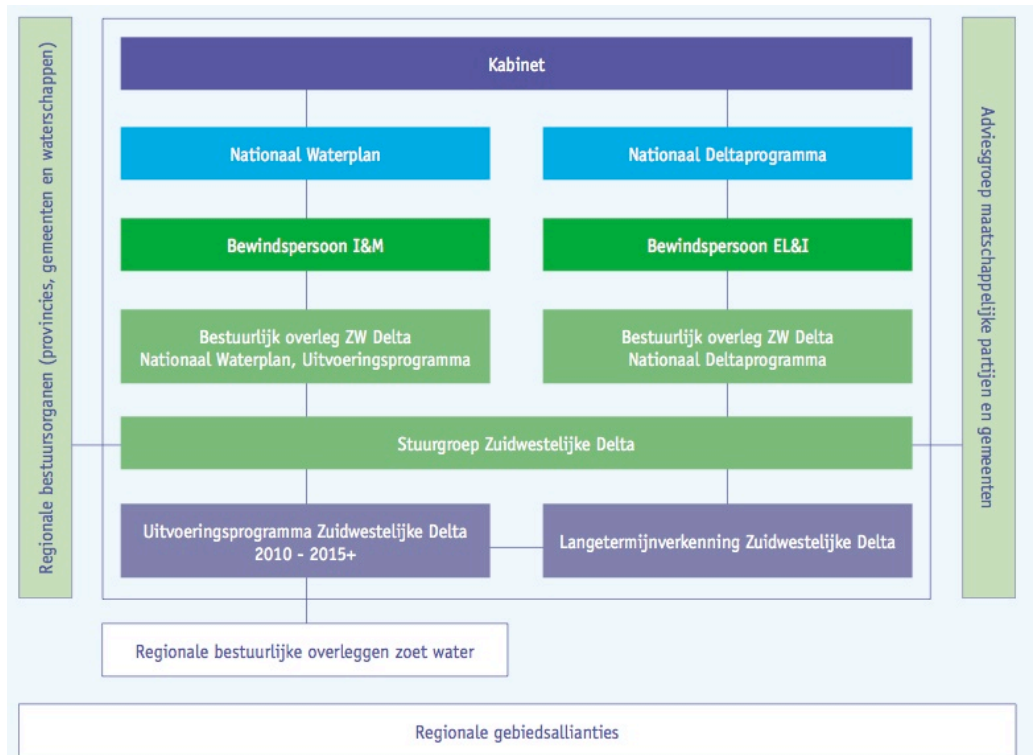 Regionale bestuursorganen (provincies, gemeenten en waterschappen)
Kabinet
Nationaal Waterplan
Nationaal Deltaprogramma
Bewindspersoon I&M
Bewindspersoon EL&I
Bestuurlijk overleg ZW Delta
Nationaal Waterplan, Uitvoeringsprogramma
Bestuurlijk overleg ZW Delta
Nationaal Deltaprogramma
Stuurgroep Zuidwestelijke Delta
Uitvoeringsprogramma Zuidwestelijke Delta
2010 - 2015+
Langetermijnverkenning Zuidwestelijke Delta
Adviesgroep maatschappelijke partijen en gemeenten
Regionale bestuurlijke overleggen zoet water
Regionale gebiedsallianties